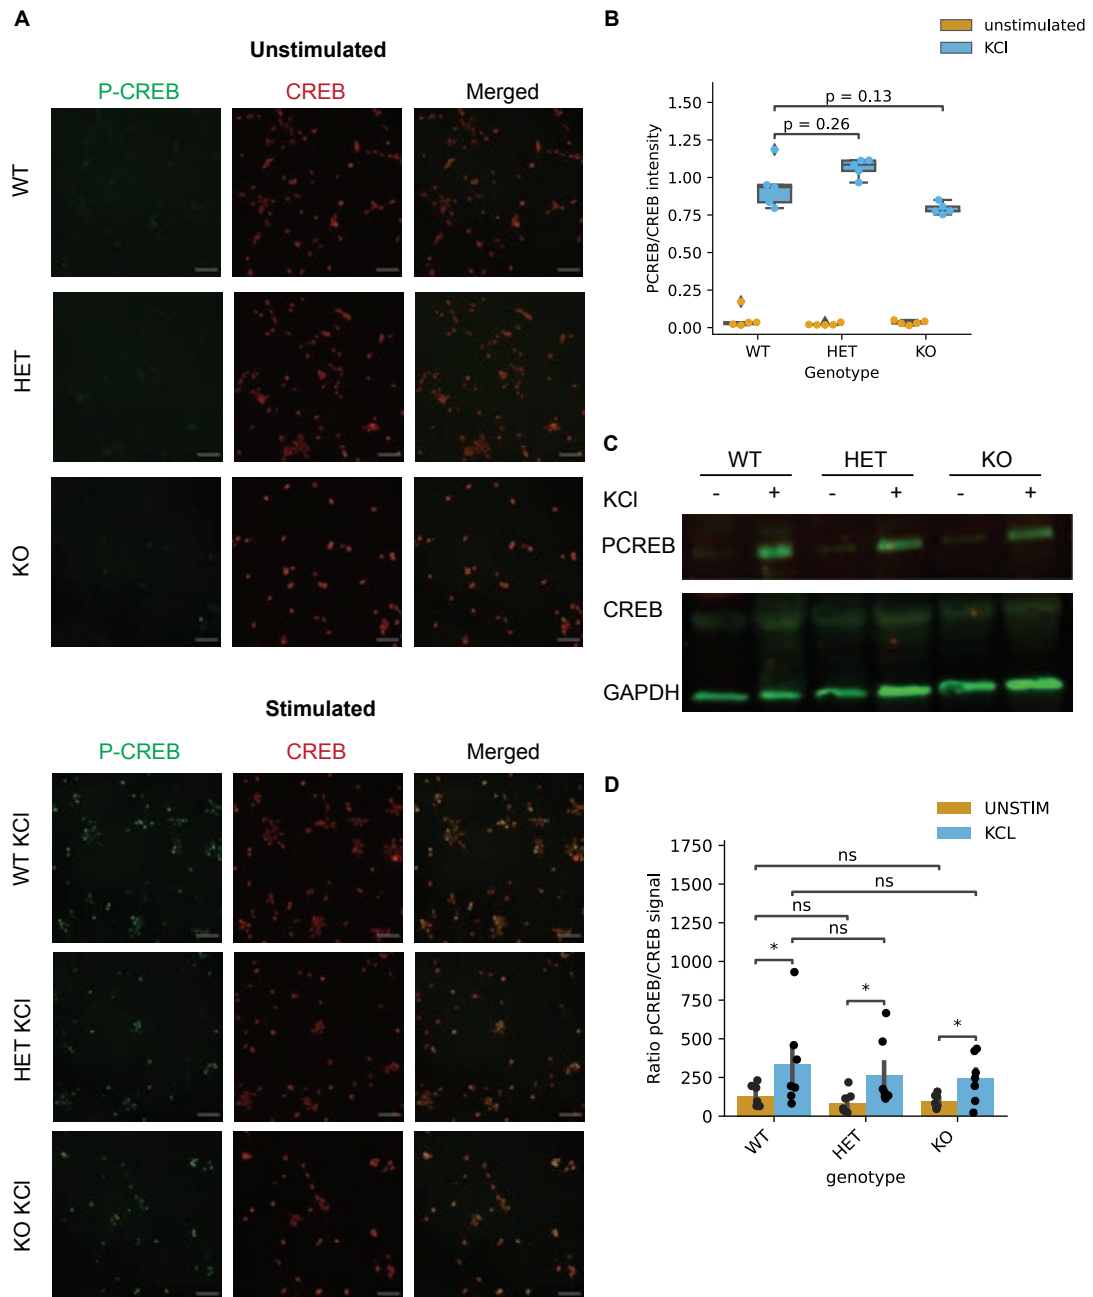 A
Unstimulated
P-CREB CREB Merged
WT
HET
KO
Stimulated
P-CREB CREB Merged
WT KCl
HET KCl
KO KCl
B
unstimulated
KCl
PCREB/CREB intensity
1.50
1.25
1.00
0.75
0.50
0.25
0.00
p = 0.13
p = 0.26
WT HET KO
Genotype
C
WT HET KO
KCl - + - + - +
PCREB
CREB
GAPDH
D
UNSTIM
KCL
Ratio pCREB/CREB signal
1750
1500
1250
1000
750
500
250
0
ns
ns
ns
ns
*
*
*
WT HET KO
genotype